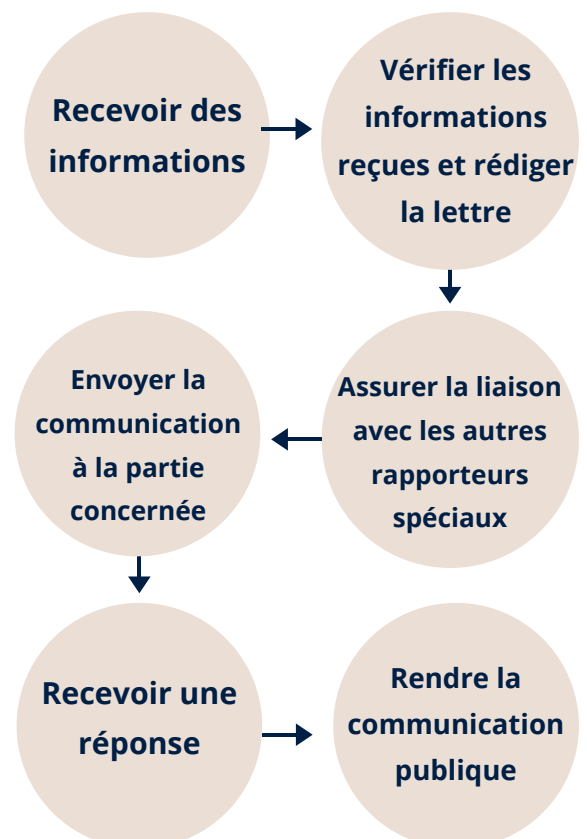 Recevoir des
informations
Vérifier les
informations
reçues et rédiger
la lettre
Assurer la liaison
avec les autres
rapporteurs
spéciaux
Envoyer la
communication
à la partie
concernée
Recevoir une
réponse
Rendre la
communication
publique